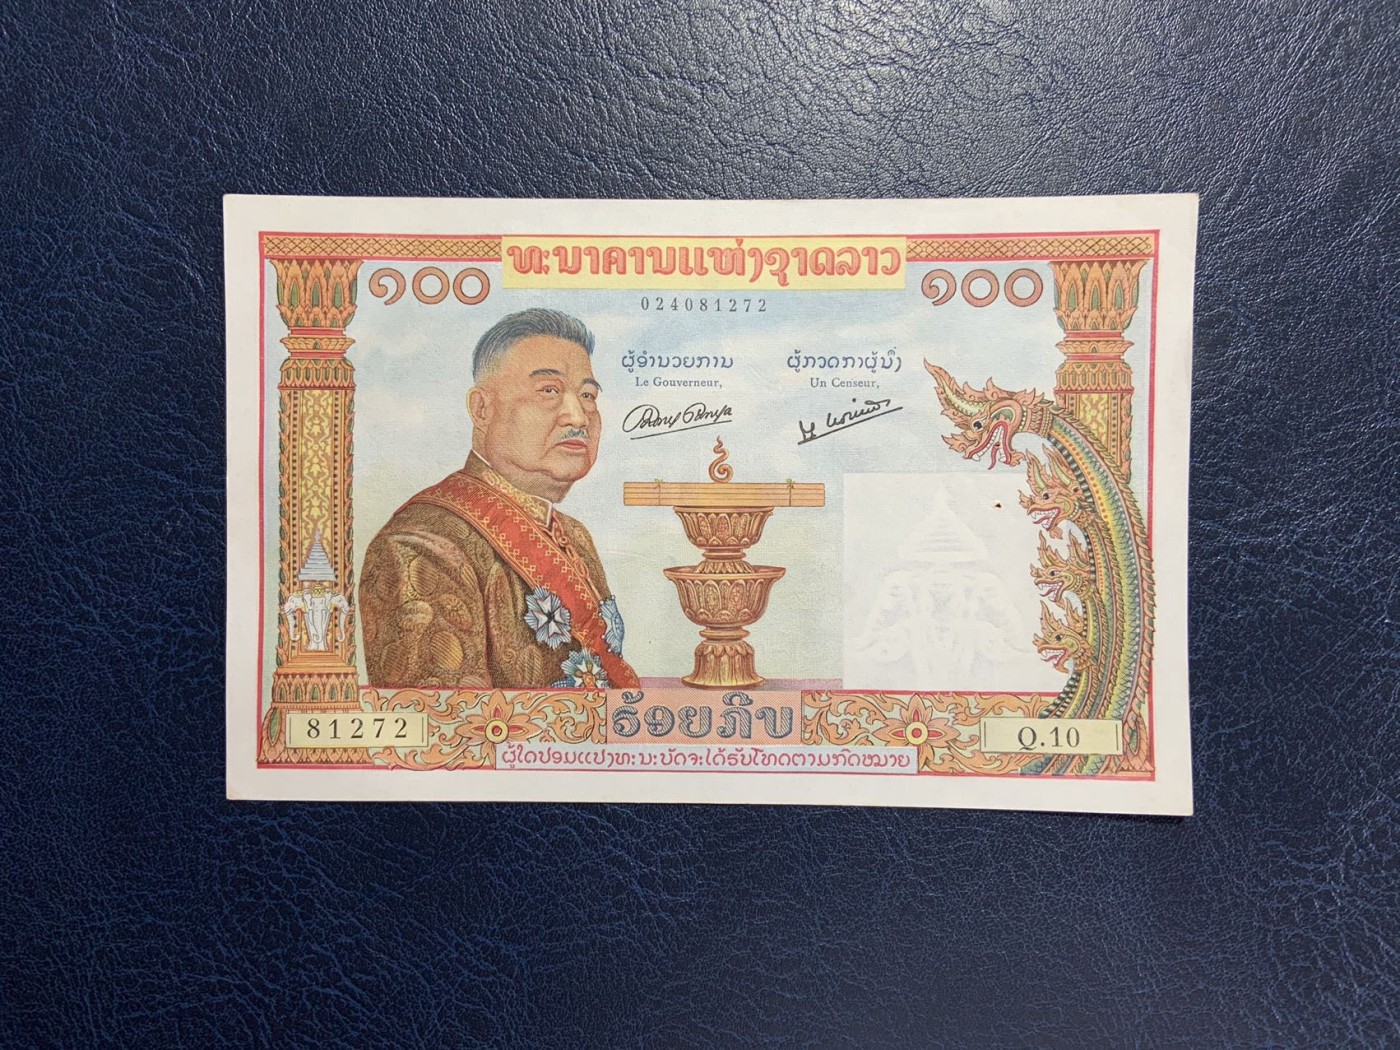 ທະນາຄານແຫ່ງຊາດລາວ
໑໐໐
໑໐໐
024081272
ຜູ້ອຳນວຍການ
Le Gouverneur,
ຜູ້ກວດກາຜູ້ນຶ່ງ
Un Censeur,
ຮ້ອຍກີບ
81272
Q.10
ຜູ້ໃດປອມແປງທະນະບັດຈະໄດ້ຮັບໂທດຕາມກົດໝາຍ